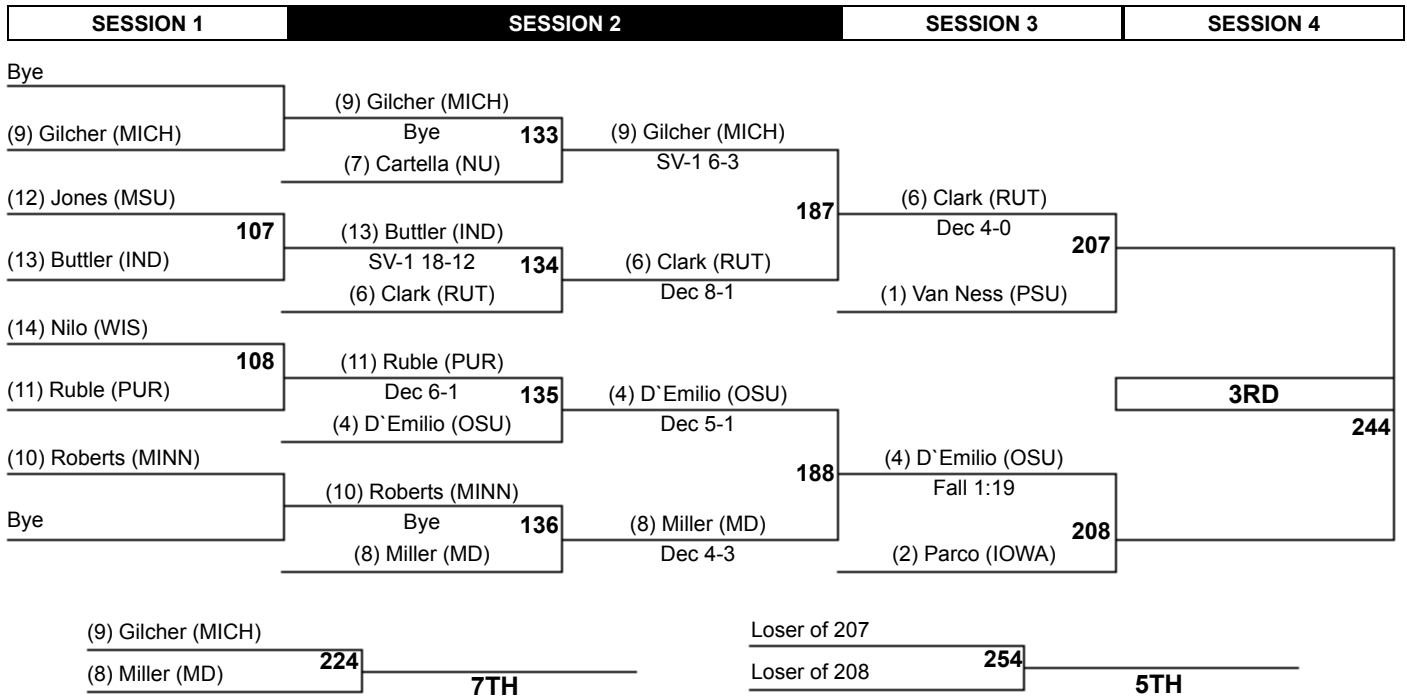 SESSION 1
SESSION 2
SESSION 3
SESSION 4
Bye
(9) Gilcher (MICH)
(12) Jones (MSU)
107
(13) Buttler (IND)
(14) Nilo (WIS)
108
(11) Ruble (PUR)
(10) Roberts (MINN)
Bye
(9) Gilcher (MICH)
Bye
133
(7) Cartella (NU)
(13) Buttler (IND)
SV-1 18-12
134
(6) Clark (RUT)
(11) Ruble (PUR)
Dec 6-1
135
(4) D`Emilio (OSU)
(10) Roberts (MINN)
Bye
136
(8) Miller (MD)
(9) Gilcher (MICH)
SV-1 6-3
187
(6) Clark (RUT)
Dec 8-1
(4) D`Emilio (OSU)
Dec 5-1
188
(8) Miller (MD)
Dec 4-3
(6) Clark (RUT)
Dec 4-0
207
(1) Van Ness (PSU)
(4) D`Emilio (OSU)
Fall 1:19
208
(2) Parco (IOWA)
3RD
244
(9) Gilcher (MICH)
224
(8) Miller (MD)
7TH
Loser of 207
254
Loser of 208
5TH